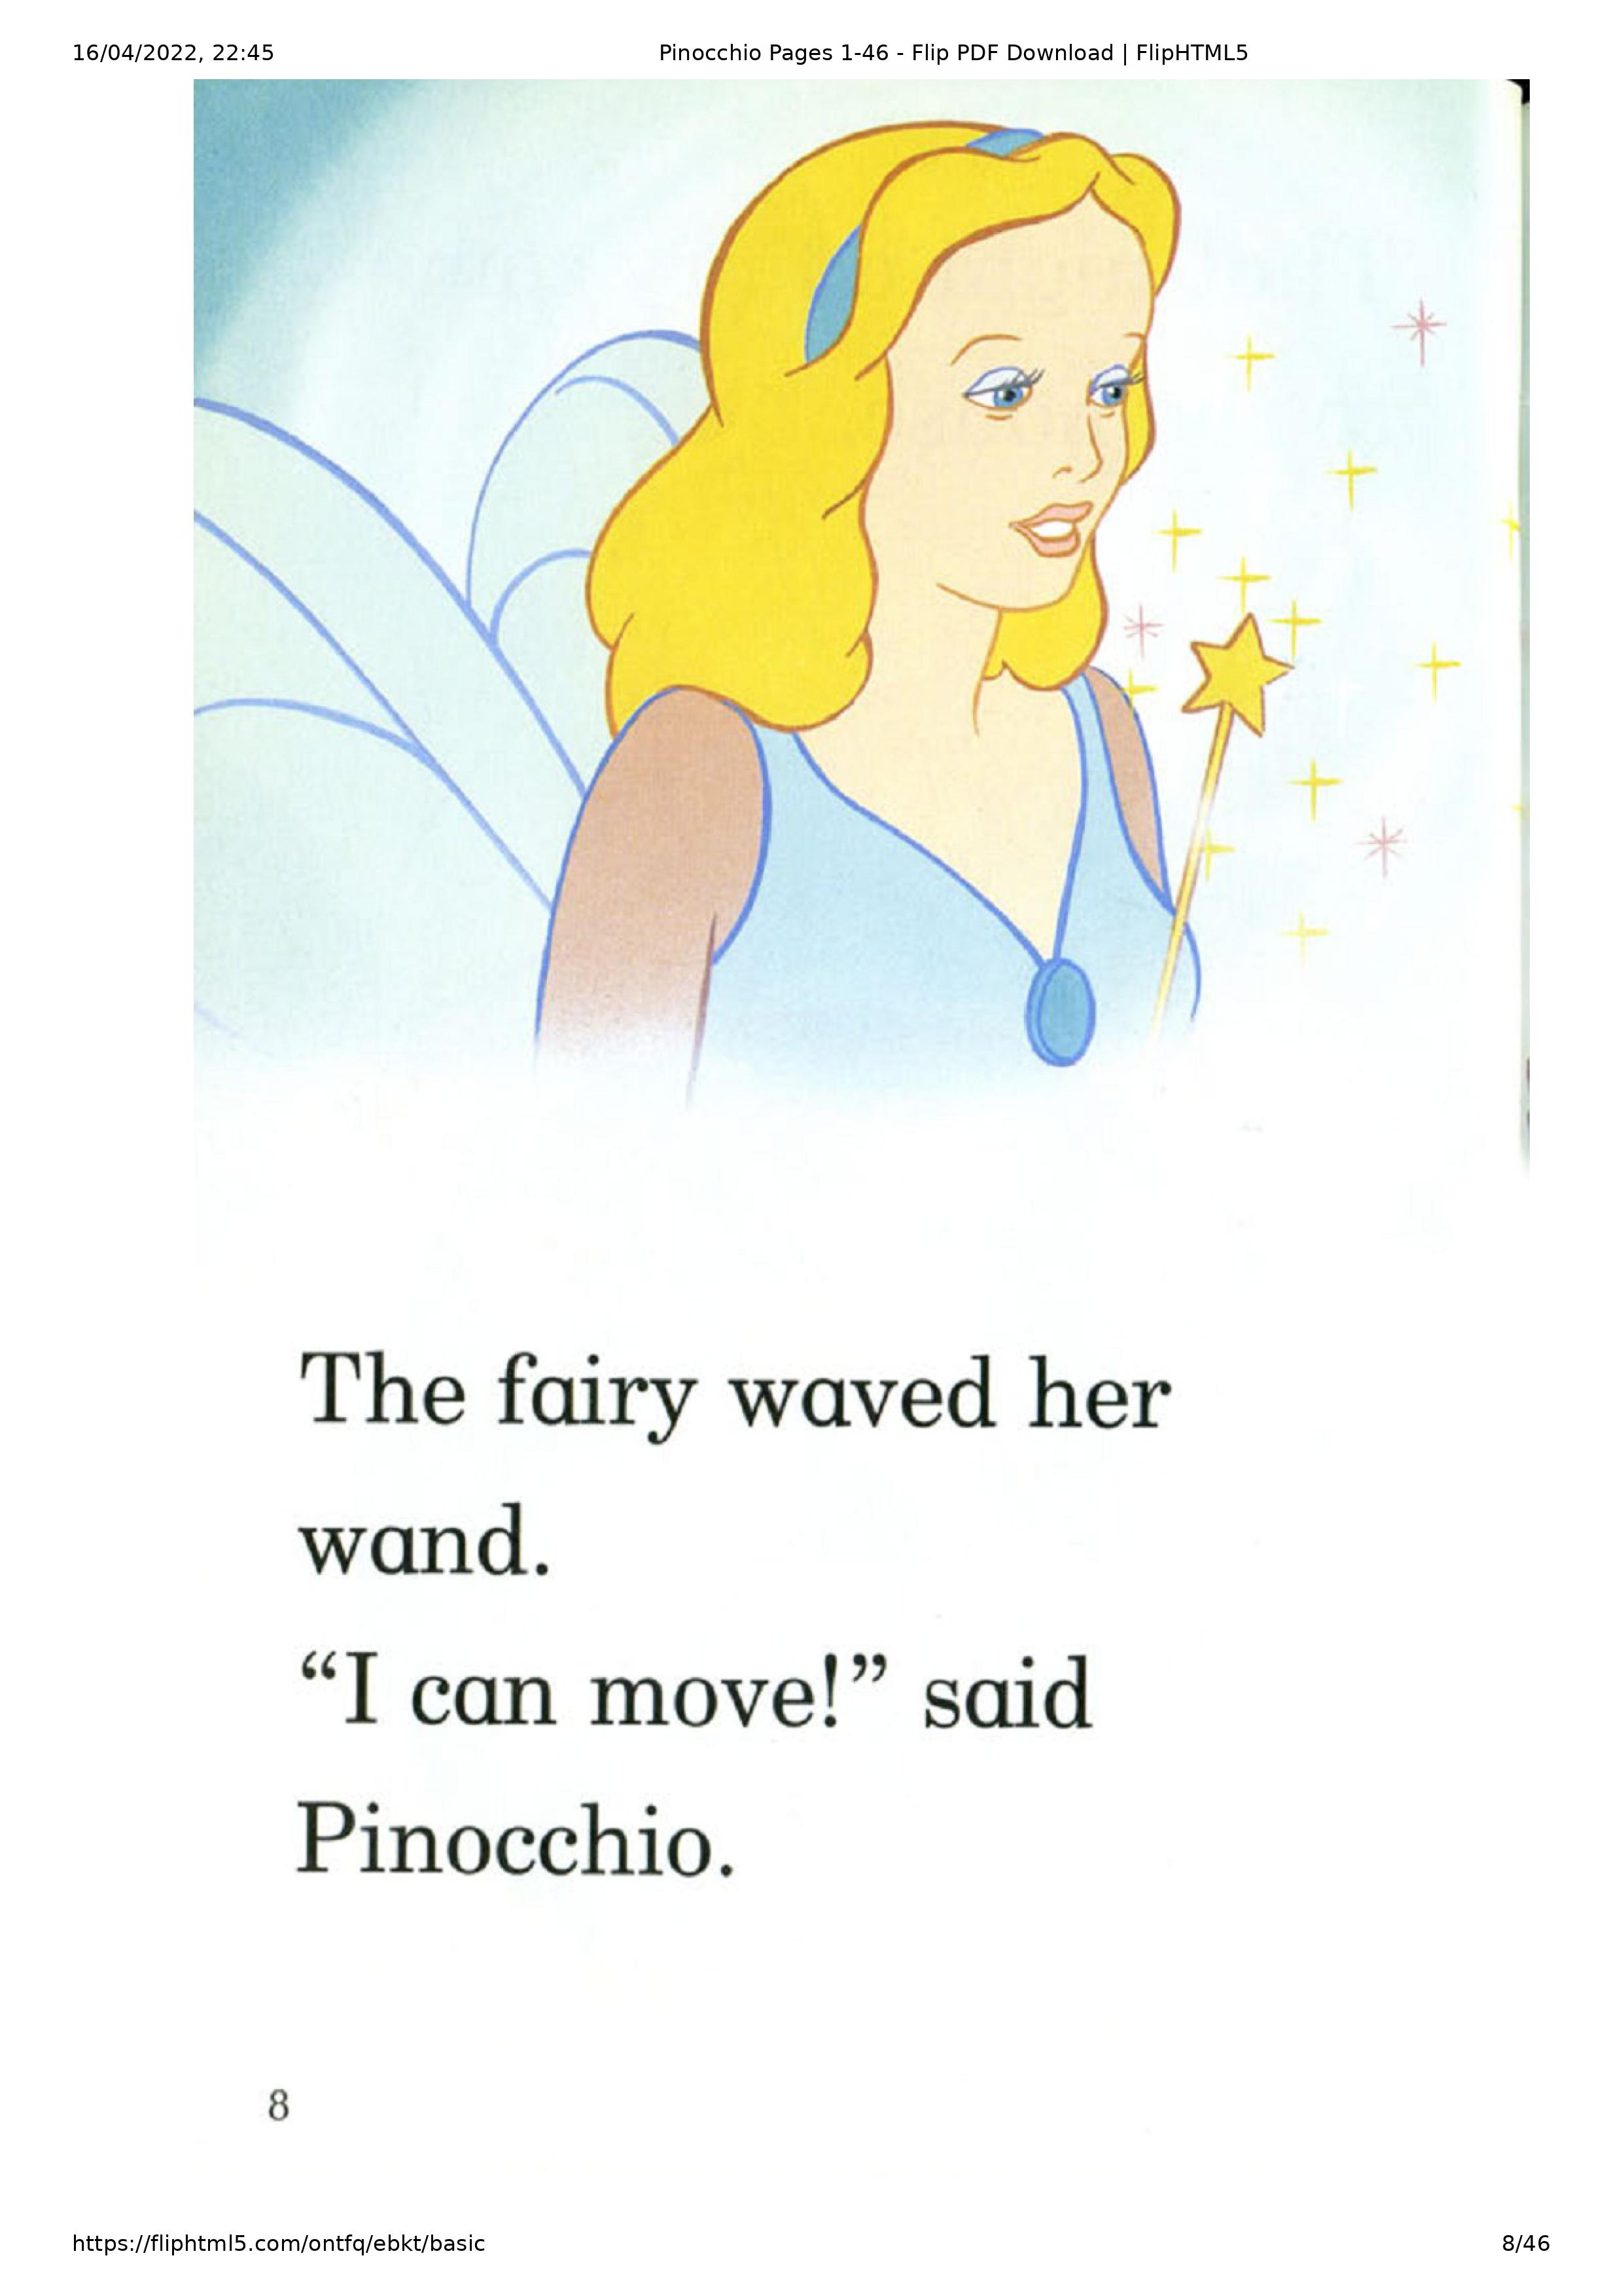 16/04/2022, 22:45
Pinocchio Pages 1-46 - Flip PDF Download | FlipHTML5
The fairy waved her
wand.
“I can move!” said
Pinocchio.
8
https://fliphtml5.com/ontfq/ebkt/basic
8/46